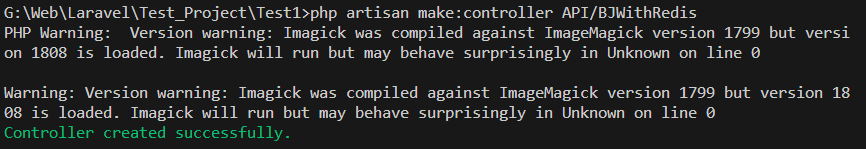 G:\Web\Laravel\Test_Project\Test1>php artisan make:controller API/BJWithRedis
PHP Warning:  Version warning: Imagick was compiled against ImageMagick version 1799 but versi
on 1808 is loaded. Imagick will run but may behave surprisingly in Unknown on line 0
Warning: Version warning: Imagick was compiled against ImageMagick version 1799 but version 18
08 is loaded. Imagick will run but may behave surprisingly in Unknown on line 0
Controller created successfully.